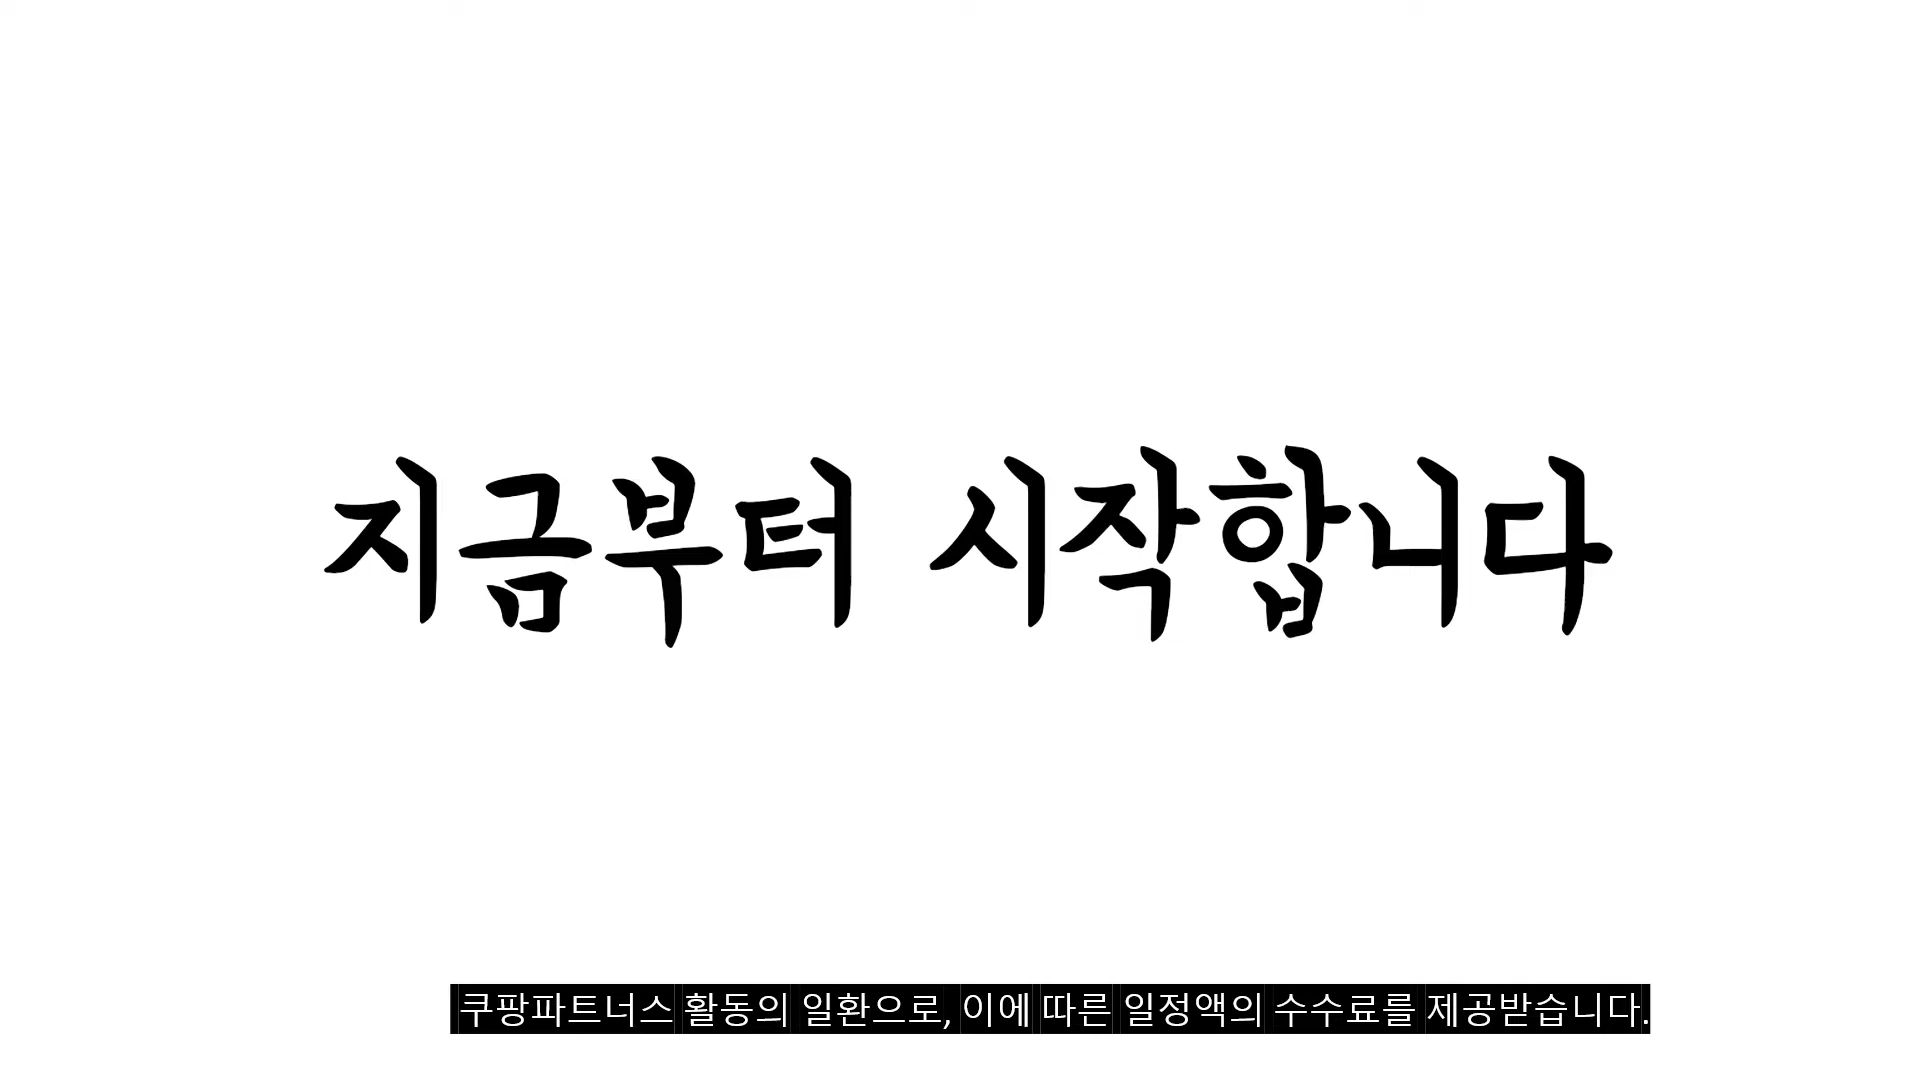 지금부터 시작합니다
쿠팡파트너스 활동의 일환으로, 이에 따른 일정액의 수수료를 제공받습니다.